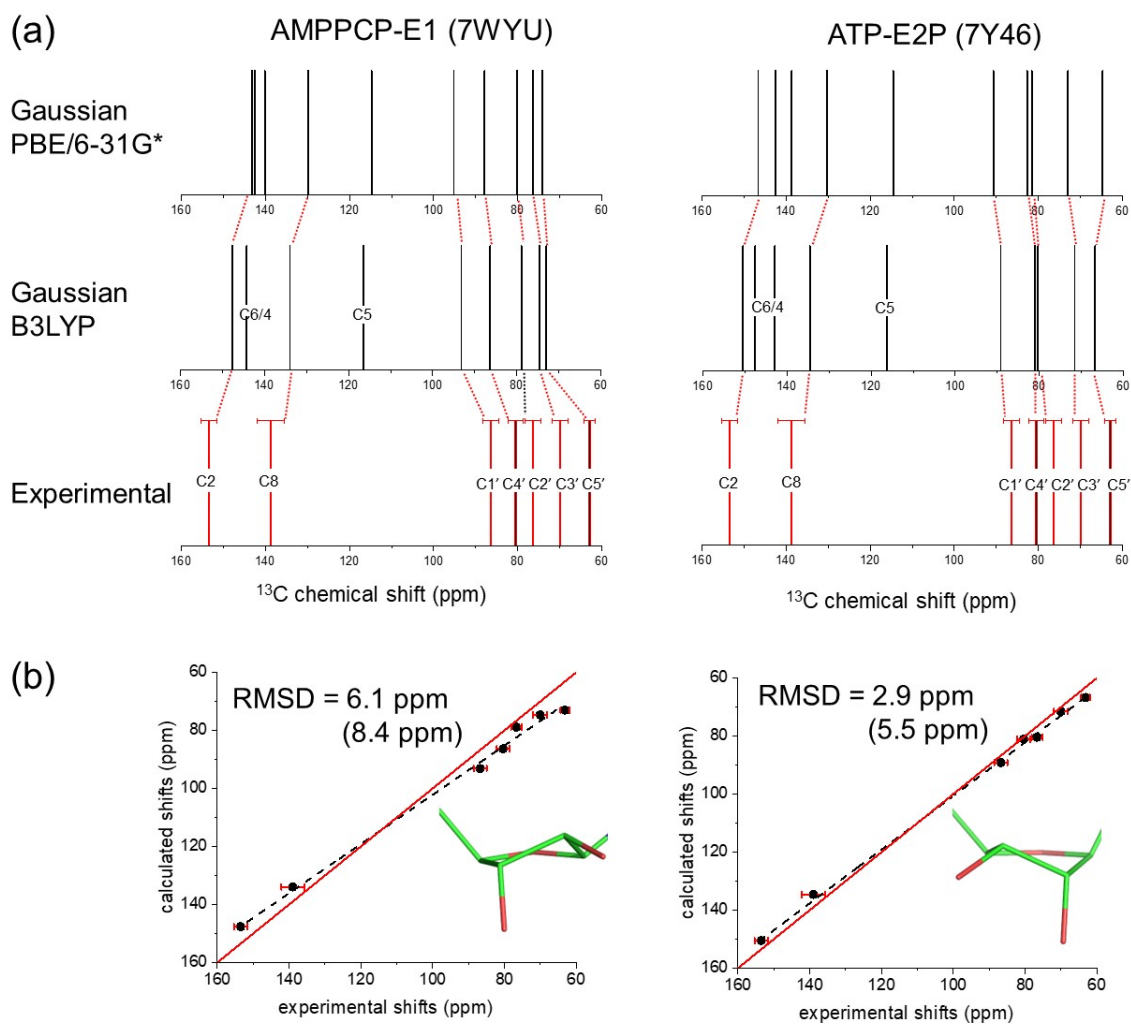 (a)
AMPPCP-E1 (7WYU)
ATP-E2P (7Y46)
Gaussian
PBE/6-31G*
160 140 120 100 80 60
160 140 120 100 80 60
Gaussian
B3LYP
C6/4 C5
C6/4 C5
160 140 120 100 80 60
160 140 120 100 80 60
Experimental
C2 C8 C1′ C4′ C2′ C3′ C5′
C2 C8 C1′ C4′ C2′ C3′ C5′
160 140 120 100 80 60
160 140 120 100 80 60
¹³C chemical shift (ppm)
¹³C chemical shift (ppm)
(b)
RMSD = 6.1 ppm
(8.4 ppm)
calculated shifts (ppm)
60
80
100
120
140
160
160 140 120 100 80 60
experimental shifts (ppm)
RMSD = 2.9 ppm
(5.5 ppm)
calculated shifts (ppm)
60
80
100
120
140
160
160 140 120 100 80 60
experimental shifts (ppm)